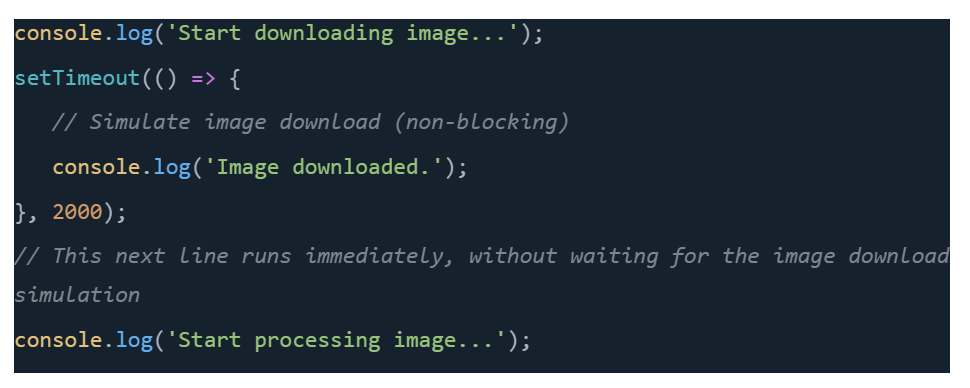 console.log('Start downloading image...');
setTimeout(() => {
   // Simulate image download (non-blocking)
   console.log('Image downloaded.');
}, 2000);
// This next line runs immediately, without waiting for the image download
simulation
console.log('Start processing image...');